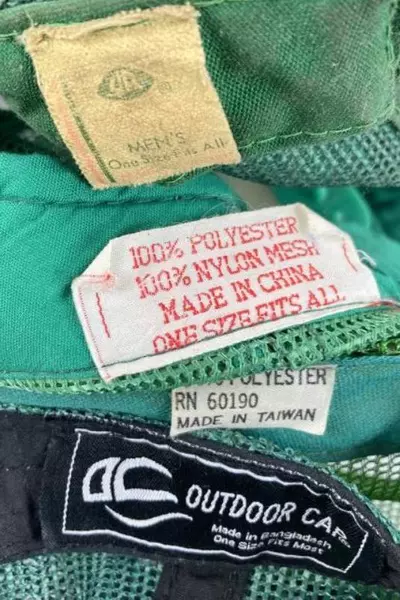 MEN'S
One Size Fits All
100% POLYESTER
100% NYLON MESH
MADE IN CHINA
ONE SIZE FITS ALL
POLYESTER
RN 60190
MADE IN TAIWAN
OC OUTDOOR CAP
Made in Bangladesh
One Size Fits Most